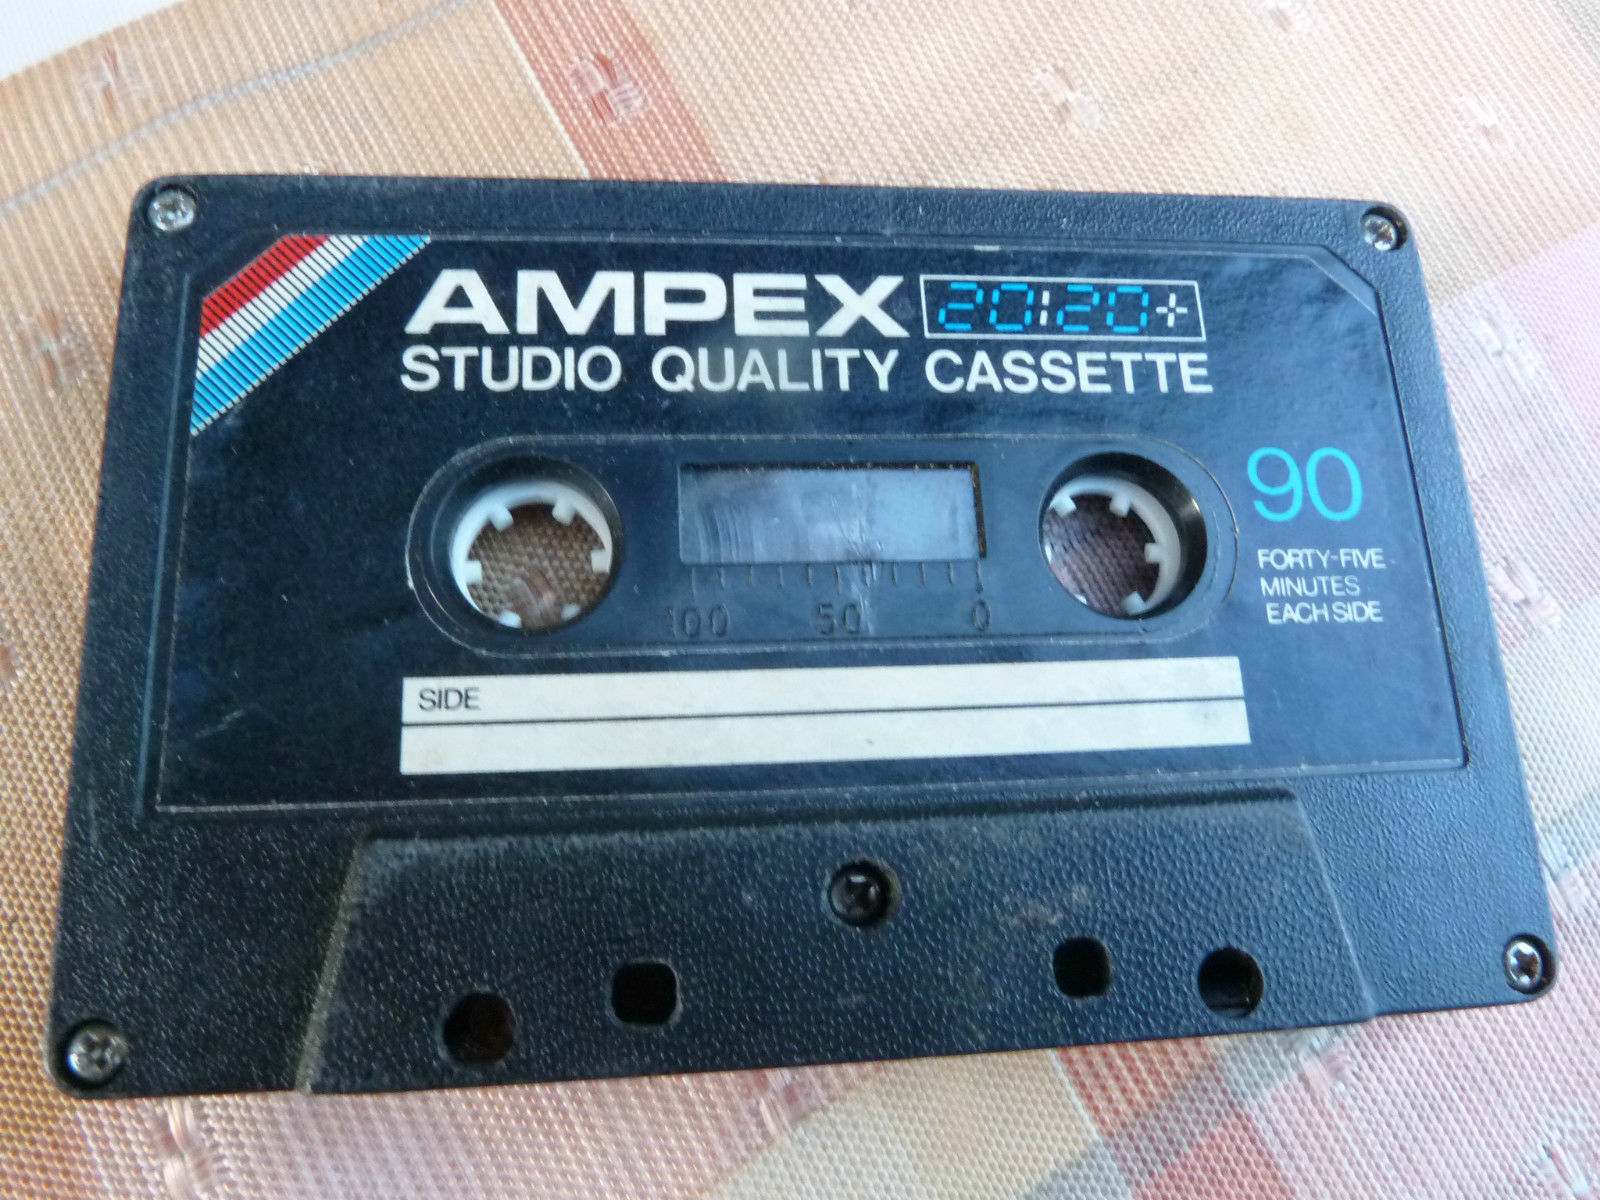 AMPEX 20:20+
STUDIO QUALITY CASSETTE
90
FORTY-FIVE
MINUTES
EACH SIDE
100 50 0
SIDE